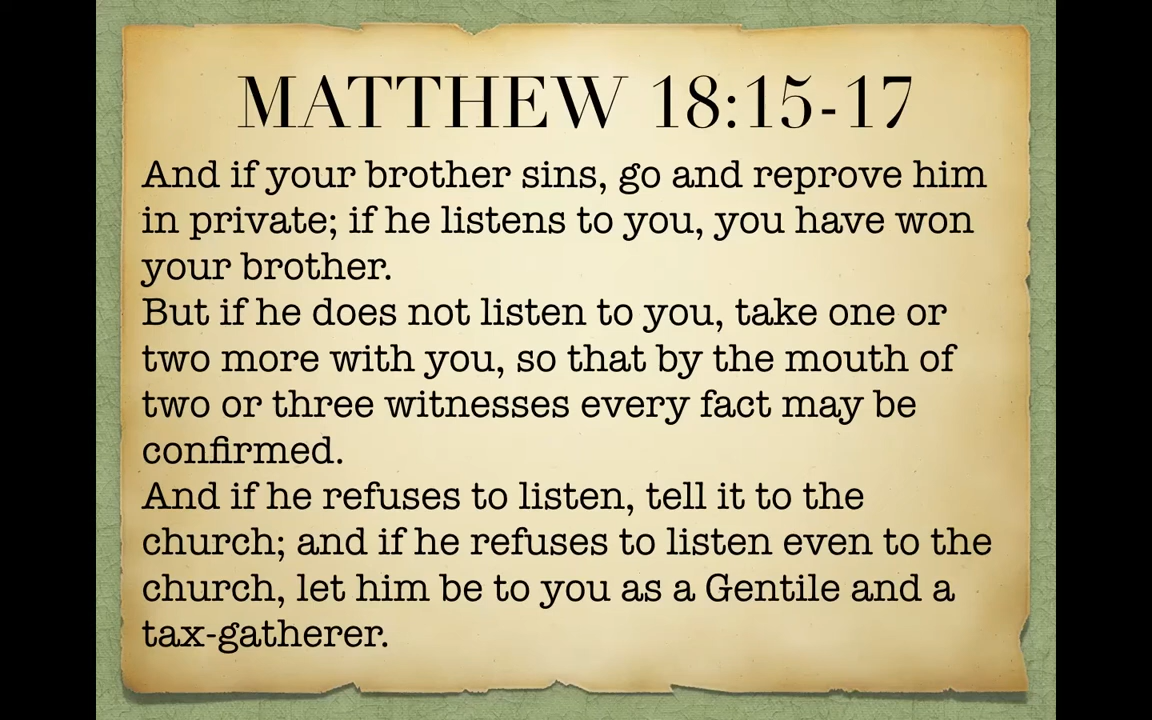 MATTHEW 18:15-17
And if your brother sins, go and reprove him
in private; if he listens to you, you have won
your brother.
But if he does not listen to you, take one or
two more with you, so that by the mouth of
two or three witnesses every fact may be
confirmed.
And if he refuses to listen, tell it to the
church; and if he refuses to listen even to the
church, let him be to you as a Gentile and a
tax-gatherer.